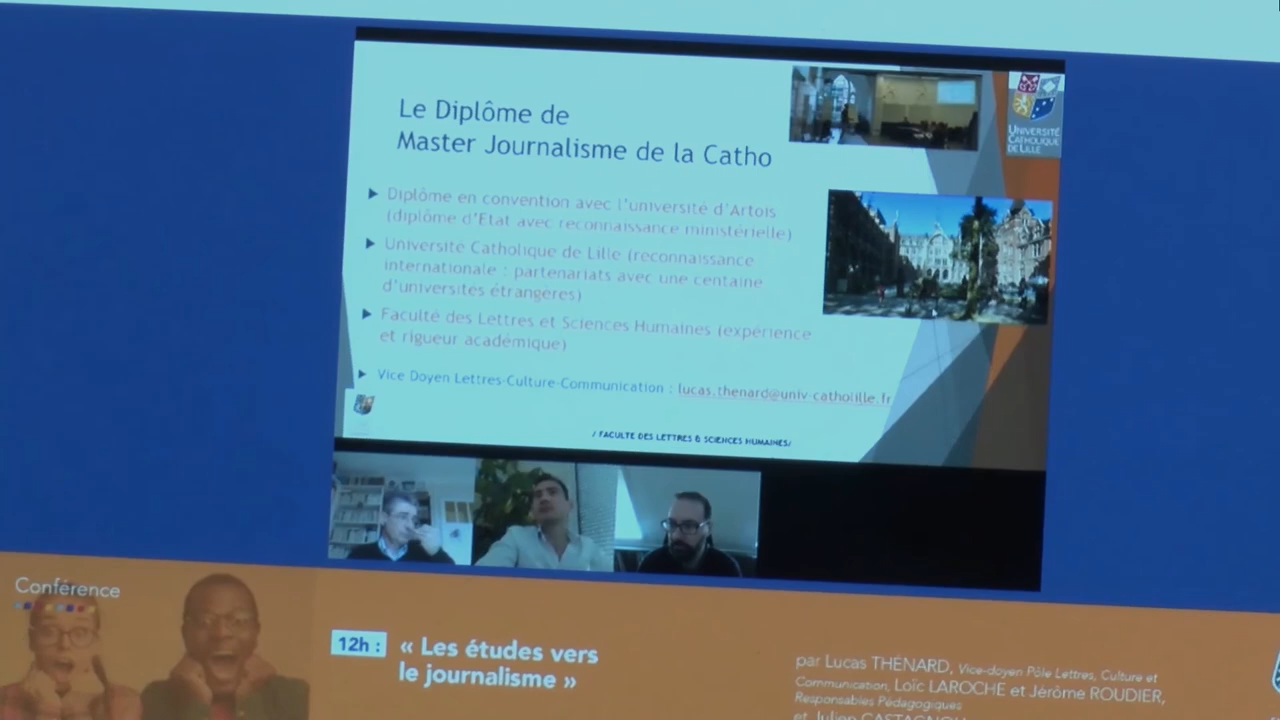 Le Diplôme de
Master Journalisme de la Catho
UNIVERSITÉ
CATHOLIQUE
DE LILLE
Diplôme en convention avec l'université d'Artois
(diplôme d'Etat avec reconnaissance ministérielle)
Université Catholique de Lille (reconnaissance
internationale : partenariats avec une centaine
d'universités étrangères)
Faculté des Lettres et Sciences Humaines (expérience
et rigueur académique)
Vice Doyen Lettres-Culture-Communication : lucas.thenard@univ-catholille.fr
/ FACULTÉ DES LETTRES & SCIENCES HUMAINES/
Conférence
12h : « Les études vers
le journalisme »
par Lucas THÉNARD, Vice-doyen Pôle Lettres, Culture et
Communication, Loïc LAROCHE et Jérôme ROUDIER,
Responsables Pédagogiques
et Julien